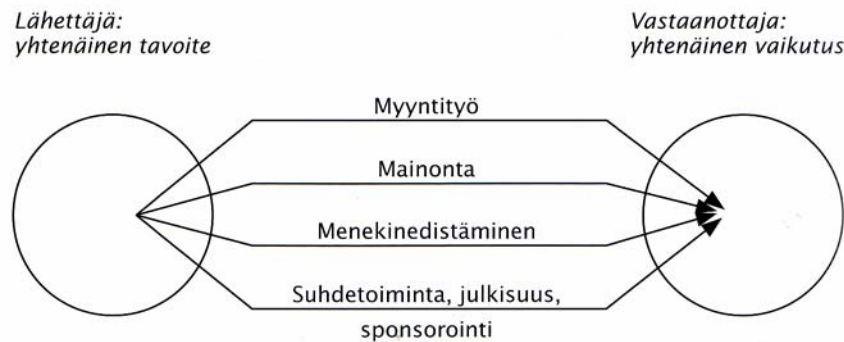 Lähettäjä:
yhtenäinen tavoite
Vastaanottaja:
yhtenäinen vaikutus
Myyntityö
Mainonta
Menekinedistäminen
Suhdetoiminta, julkisuus,
sponsorointi